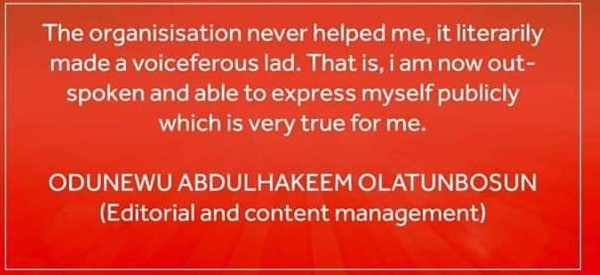 The organisisation never helped me, it literarily
made a voiceferous lad. That is, i am now out-
spoken and able to express myself publicly
which is very true for me.
ODUNEWU ABDULHAKEEM OLATUNBOSUN
(Editorial and content management)